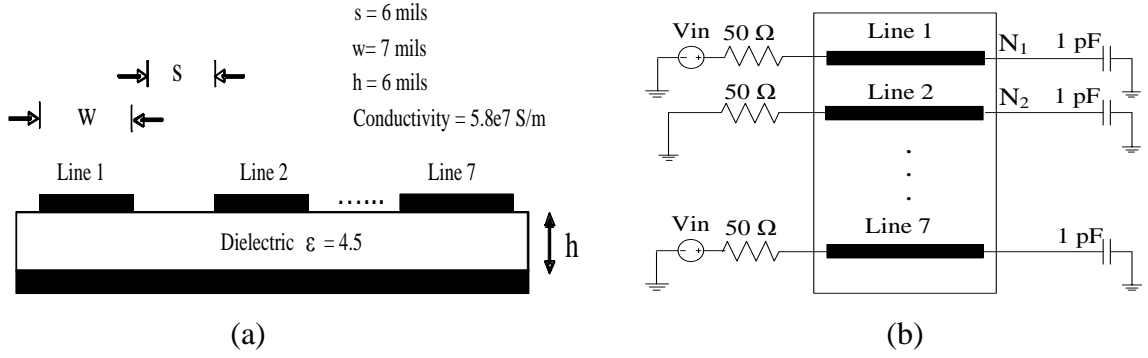 s = 6 mils
w= 7 mils
h = 6 mils
Conductivity = 5.8e7 S/m
s
w
Line 1
Line 2
......
Line 7
Dielectric ε = 4.5
h
(a)
Vin
50 Ω
Line 1
N1
1 pF
50 Ω
Line 2
N2
1 pF
Vin
50 Ω
Line 7
1 pF
(b)